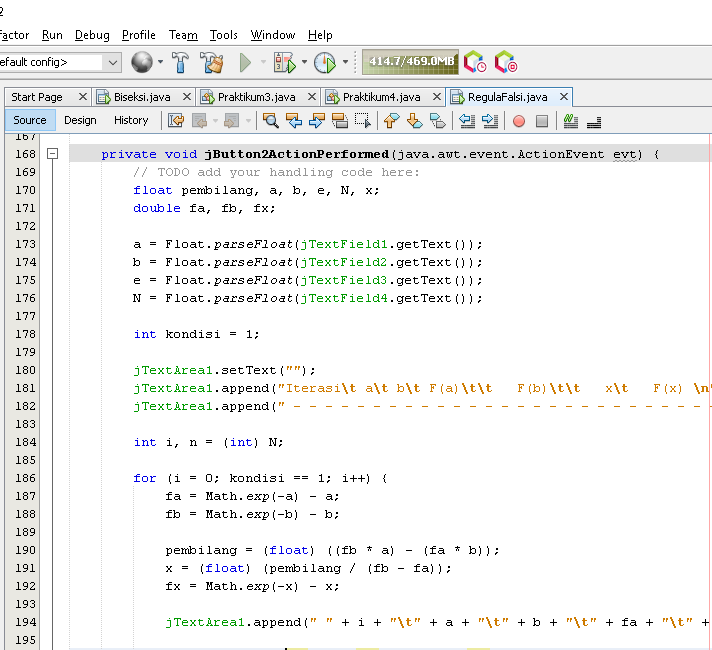 2
factor Run Debug Profile Team Tools Window Help
efault config> 414.7/469.0MB
Start Page Biseksi.java Praktikum3.java Praktikum4.java RegulaFalsi.java
Source Design History
167
168 private void jButton2ActionPerformed(java.awt.event.ActionEvent evt) {
169 // TODO add your handling code here:
170 float pembilang, a, b, e, N, x;
171 double fa, fb, fx;
172
173 a = Float.parseFloat(jTextField1.getText());
174 b = Float.parseFloat(jTextField2.getText());
175 e = Float.parseFloat(jTextField3.getText());
176 N = Float.parseFloat(jTextField4.getText());
177
178 int kondisi = 1;
179
180 jTextArea1.setText("");
181 jTextArea1.append("Iterasi\t a\t b\t F(a)\t\t   F(b)\t\t   x\t   F(x) \n"
182 jTextArea1.append(" - - - - - - - - - - - - - - - - - - - - - - - - - - -
183
184 int i, n = (int) N;
185
186 for (i = 0; kondisi == 1; i++) {
187 fa = Math.exp(-a) - a;
188 fb = Math.exp(-b) - b;
189
190 pembilang = (float) ((fb * a) - (fa * b));
191 x = (float) (pembilang / (fb - fa));
192 fx = Math.exp(-x) - x;
193
194 jTextArea1.append(" " + i + "\t" + a + "\t" + b + "\t" + fa + "\t" +
195